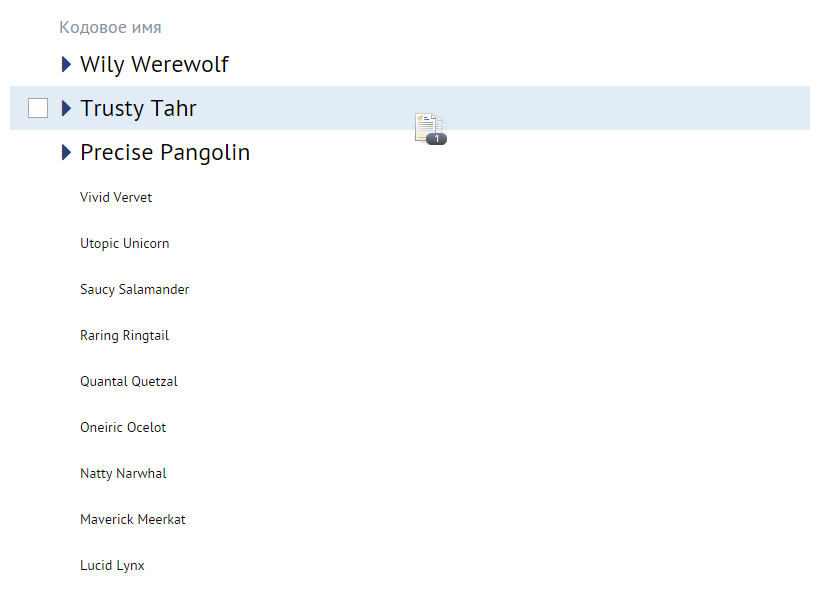 Кодовое имя
Wily Werewolf
Trusty Tahr
1
Precise Pangolin
Vivid Vervet
Utopic Unicorn
Saucy Salamander
Raring Ringtail
Quantal Quetzal
Oneiric Ocelot
Natty Narwhal
Maverick Meerkat
Lucid Lynx